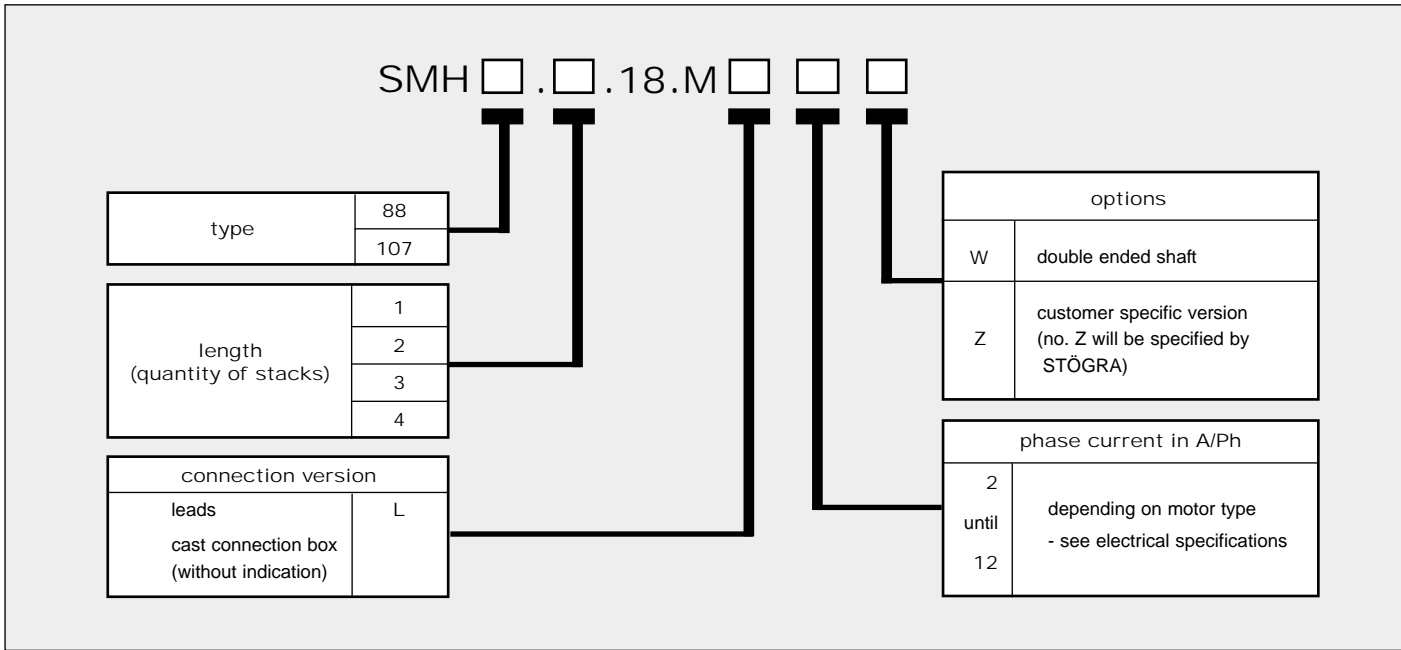 SMH . .18.M
type
88
107
length
(quantity of stacks)
1
2
3
4
connection version
leads
L
cast connection box
(without indication)
options
W
double ended shaft
Z
customer specific version
(no. Z will be specified by
STÖGRA)
phase current in A/Ph
2
until
12
depending on motor type
- see electrical specifications